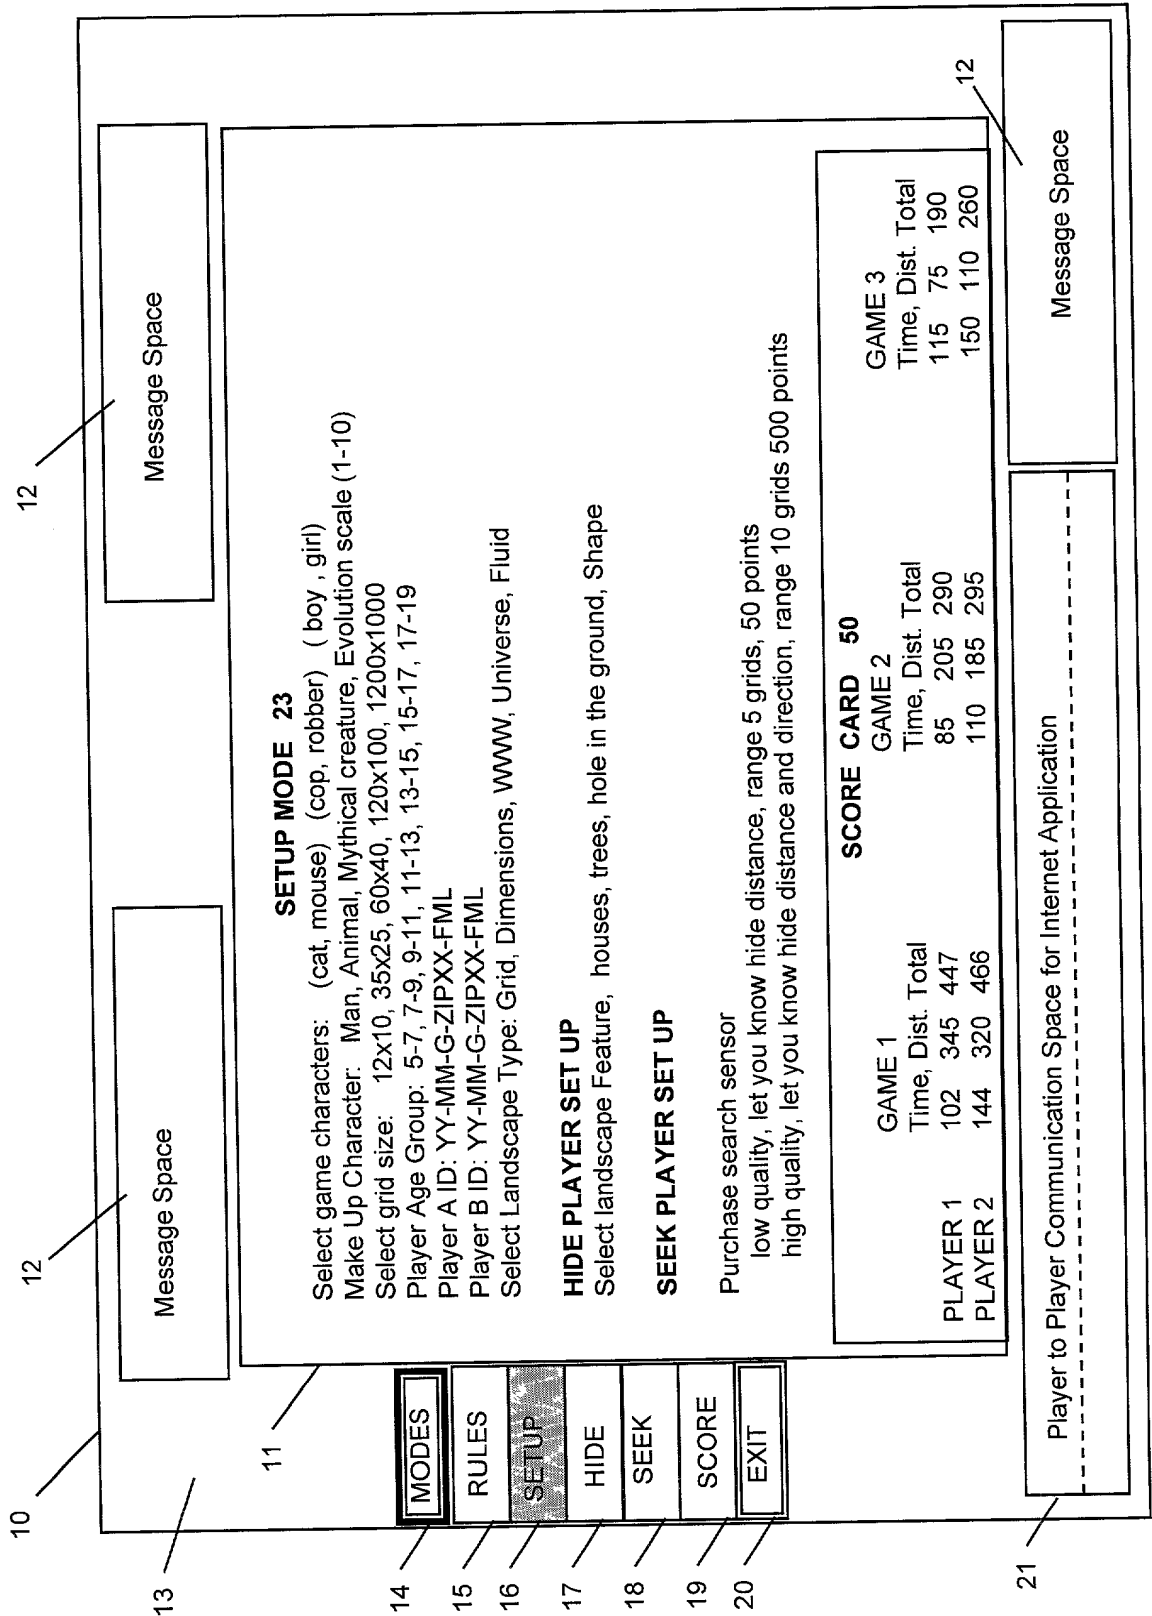 10
13
12
Message Space
12
Message Space
11
14
MODES
15
RULES
16
SETUP
17
HIDE
18
SEEK
19
SCORE
20
EXIT
SETUP MODE 23
Select game characters: (cat, mouse) (cop, robber) ( boy , girl)
Make Up Character: Man, Animal, Mythical creature, Evolution scale (1-10)
Select grid size: 12x10, 35x25, 60x40, 120x100, 1200x1000
Player Age Group: 5-7, 7-9, 9-11, 11-13, 13-15, 15-17, 17-19
Player A ID: YY-MM-G-ZIPXX-FML
Player B ID: YY-MM-G-ZIPXX-FML
Select Landscape Type: Grid, Dimensions, WWW, Universe, Fluid
HIDE PLAYER SET UP
Select landscape Feature, houses, trees, hole in the ground, Shape
SEEK PLAYER SET UP
Purchase search sensor
low quality, let you know hide distance, range 5 grids, 50 points
high quality, let you know hide distance and direction, range 10 grids 500 points
SCORE CARD 50
GAME 1 GAME 2 GAME 3
Time, Dist. Total Time, Dist. Total Time, Dist. Total
PLAYER 1 102 345 447 85 205 290 115 75 190
PLAYER 2 144 320 466 110 185 295 150 110 260
21
Player to Player Communication Space for Internet Application
12
Message Space